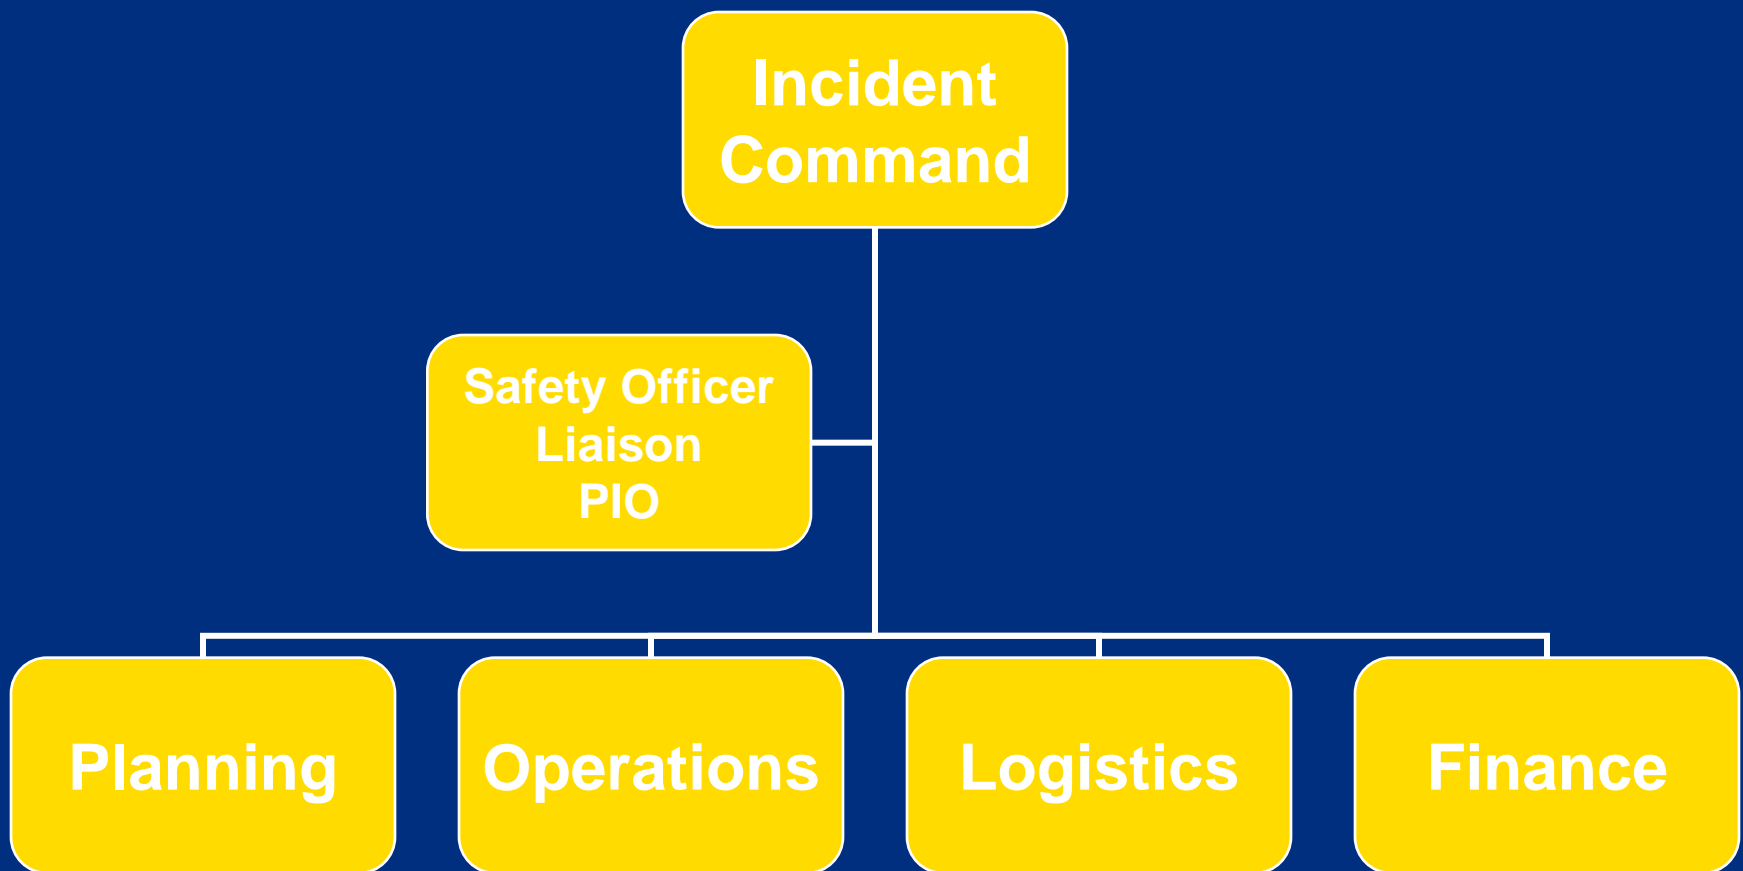 Incident
Command
Safety Officer
Liaison
PIO
Planning
Operations
Logistics
Finance